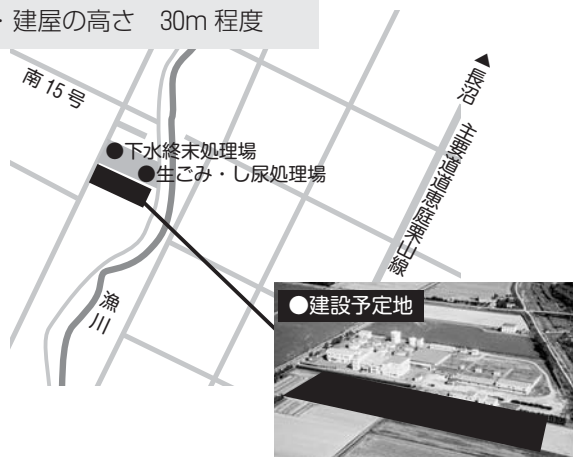 ・建屋の高さ 30m 程度
南15号
●下水終末処理場
●生ごみ・し尿処理場
▲長沼 主要道道恵庭栗山線
漁川
●建設予定地